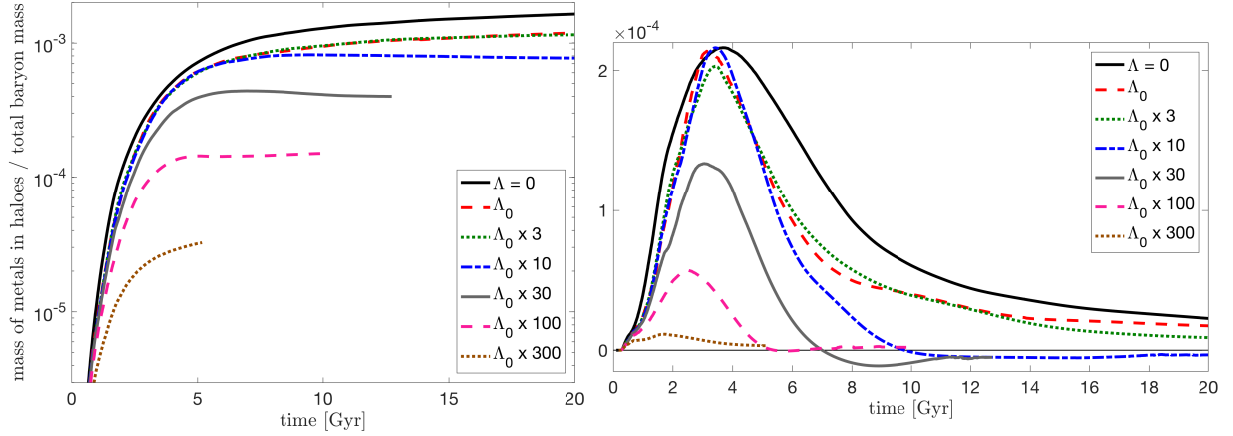 mass of metals in haloes / total baryon mass
10⁻³
10⁻⁴
10⁻⁵
0
5
10
15
20
time [Gyr]
Λ = 0
Λ₀
Λ₀ x 3
Λ₀ x 10
Λ₀ x 30
Λ₀ x 100
Λ₀ x 300
×10⁻⁴
2
1
0
0
2
4
6
8
10
12
14
16
18
20
time [Gyr]
Λ = 0
Λ₀
Λ₀ x 3
Λ₀ x 10
Λ₀ x 30
Λ₀ x 100
Λ₀ x 300